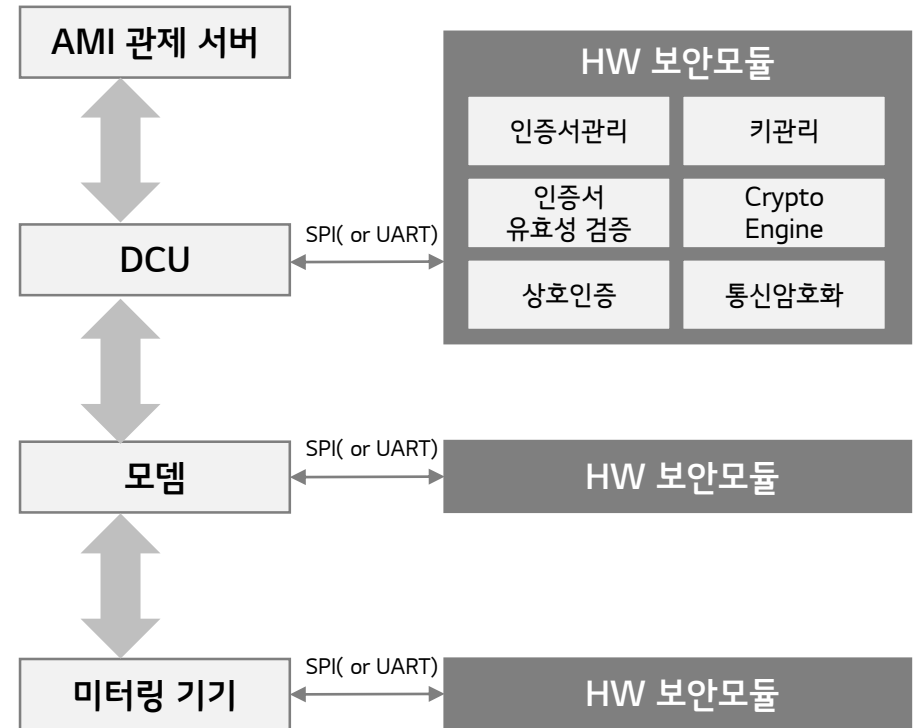 AMI 관제 서버
HW 보안모듈
인증서관리
키관리
인증서
유효성 검증
Crypto
Engine
DCU
SPI( or UART)
상호인증
통신암호화
모뎀
SPI( or UART)
HW 보안모듈
미터링 기기
SPI( or UART)
HW 보안모듈